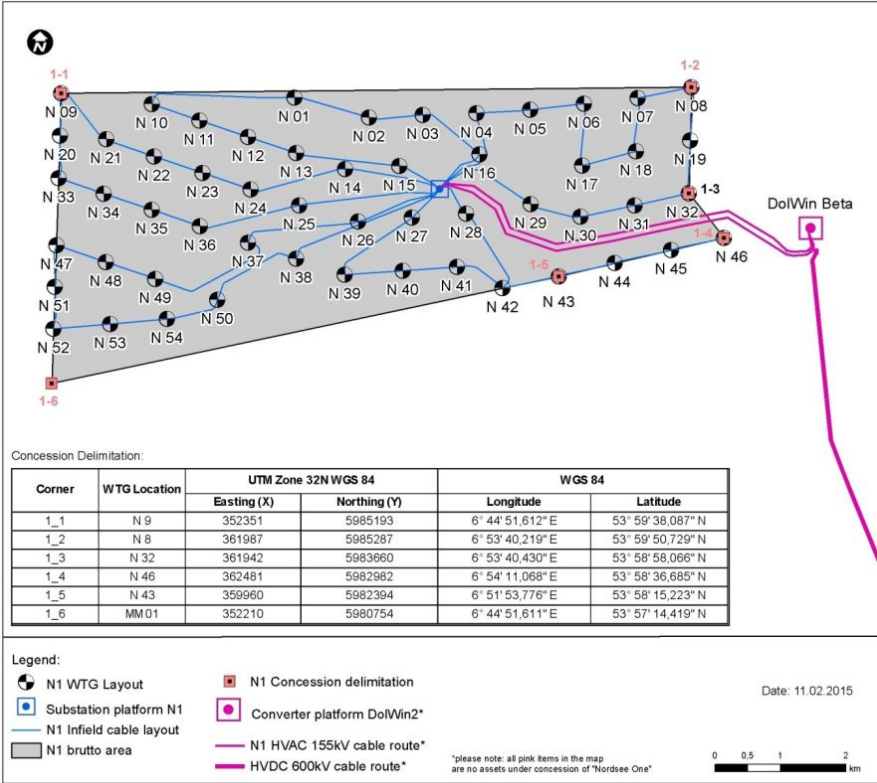 N
1-1
1-2
N 09
N 10
N 01
N 02
N 03
N 04
N 05
N 06
N 07
N 08
N 20
N 21
N 11
N 12
N 13
N 14
N 15
N 16
N 17
N 18
N 19
N 22
N 23
N 24
N 33
N 34
N 35
N 36
N 25
N 26
N 27
N 28
N 29
N 30
N 31
N 32
1-3
DolWin Beta
1-4
N 46
N 47
N 48
N 49
N 37
N 38
N 39
N 40
N 41
N 42
1-5
N 43
N 44
N 45
N 51
N 50
N 52
N 53
N 54
1-6
Concession Delimitation:
Corner WTG Location UTM Zone 32N WGS 84 WGS 84
Easting (X) Northing (Y) Longitude Latitude
1_1 N 9 352351 5985193 6° 44' 51,612" E 53° 59' 38,087" N
1_2 N 8 361987 5985287 6° 53' 40,219" E 53° 59' 50,729" N
1_3 N 32 361942 5983660 6° 53' 40,430" E 53° 58' 58,066" N
1_4 N 46 362481 5982982 6° 54' 11,068" E 53° 58' 36,685" N
1_5 N 43 359960 5982394 6° 51' 53,776" E 53° 58' 15,223" N
1_6 MM 01 352210 5980754 6° 44' 51,611" E 53° 57' 14,419" N
Legend:
N1 WTG Layout
Substation platform N1
N1 Infield cable layout
N1 brutto area
N1 Concession delimitation
Converter platform DolWin2*
N1 HVAC 155kV cable route*
HVDC 600kV cable route*
*please note: all pink items in the map
are no assets under concession of "Nordsee One"
Date: 11.02.2015
0 0,5 1 2
km